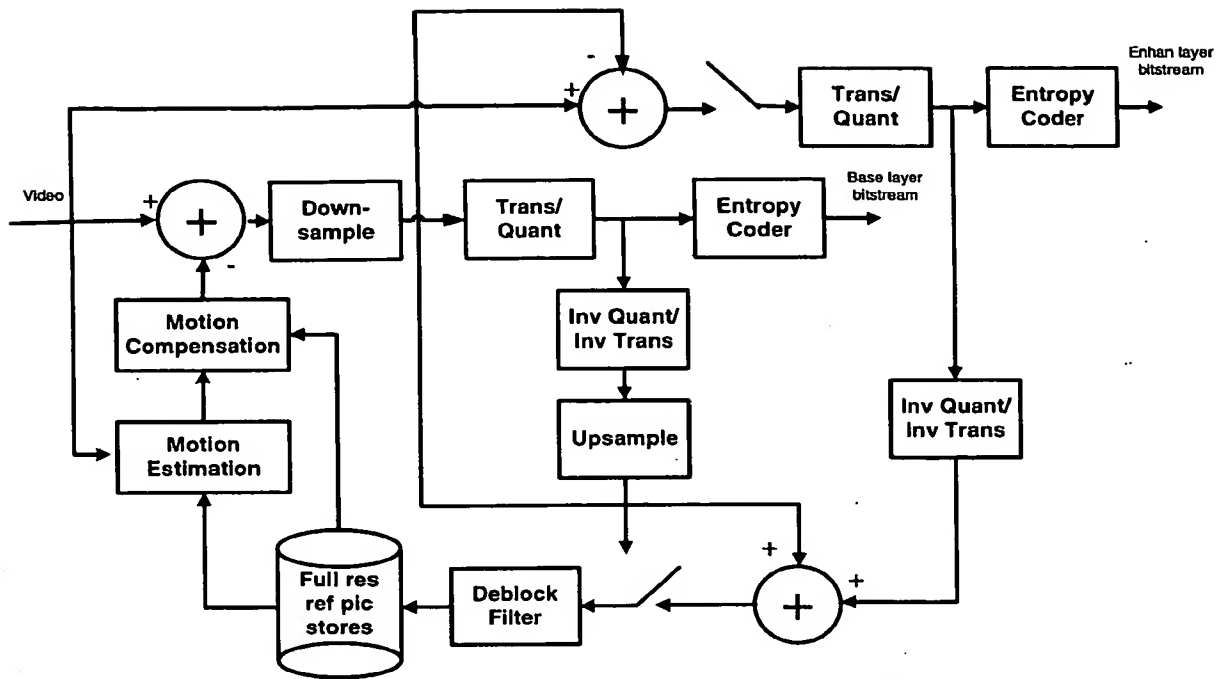 Enhan layer
bitstream
-
+
+
Trans/
Quant
Entropy
Coder
Video
+
+
-
Down-
sample
Trans/
Quant
Entropy
Coder
Base layer
bitstream
Motion
Compensation
Inv Quant/
Inv Trans
Inv Quant/
Inv Trans
Motion
Estimation
Upsample
Full res
ref pic
stores
Deblock
Filter
+
+
+